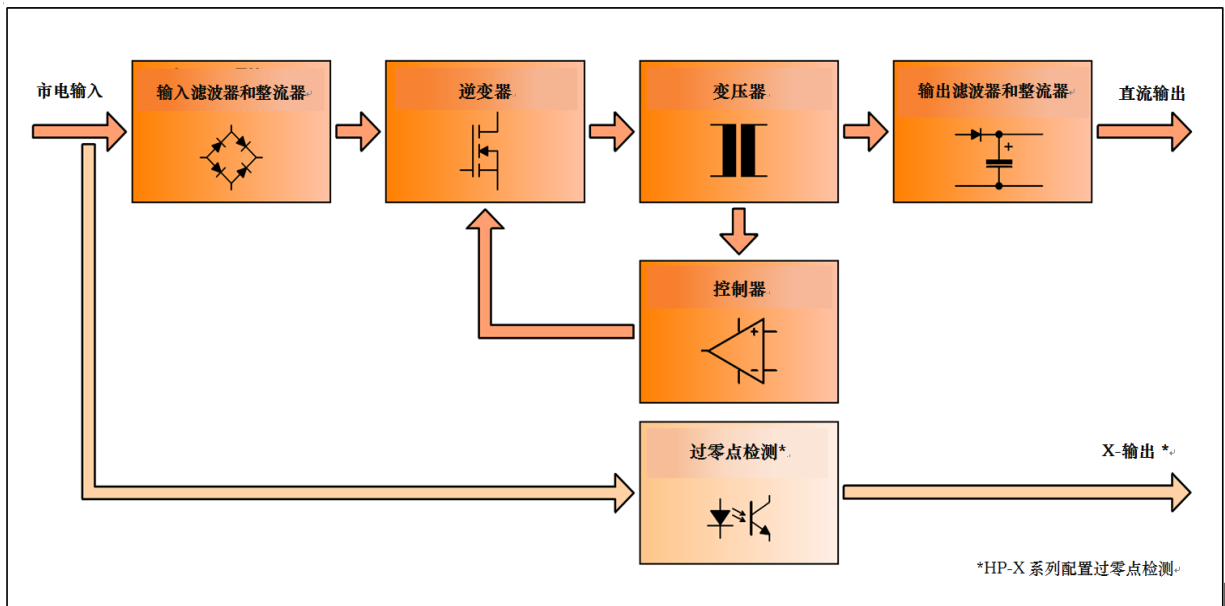 市电输入
输入滤波器和整流器
逆变器
变压器
输出滤波器和整流器
直流输出
+
控制器
+
-
过零点检测*
X-输出 *
*HP-X 系列配置过零点检测